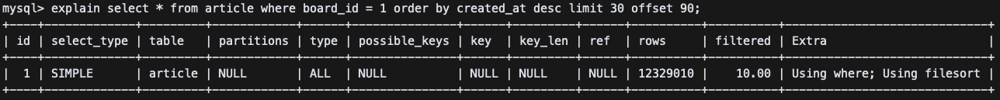 mysql> explain select * from article where board_id = 1 order by created_at desc limit 30 offset 90;
+----+-------------+---------+------------+------+---------------+------+---------+------+----------+----------+-----------------------------+
| id | select_type | table   | partitions | type | possible_keys | key  | key_len | ref  | rows     | filtered | Extra                       |
+----+-------------+---------+------------+------+---------------+------+---------+------+----------+----------+-----------------------------+
|  1 | SIMPLE      | article | NULL       | ALL  | NULL          | NULL | NULL    | NULL | 12329010 |    10.00 | Using where; Using filesort |
+----+-------------+---------+------------+------+---------------+------+---------+------+----------+----------+-----------------------------+